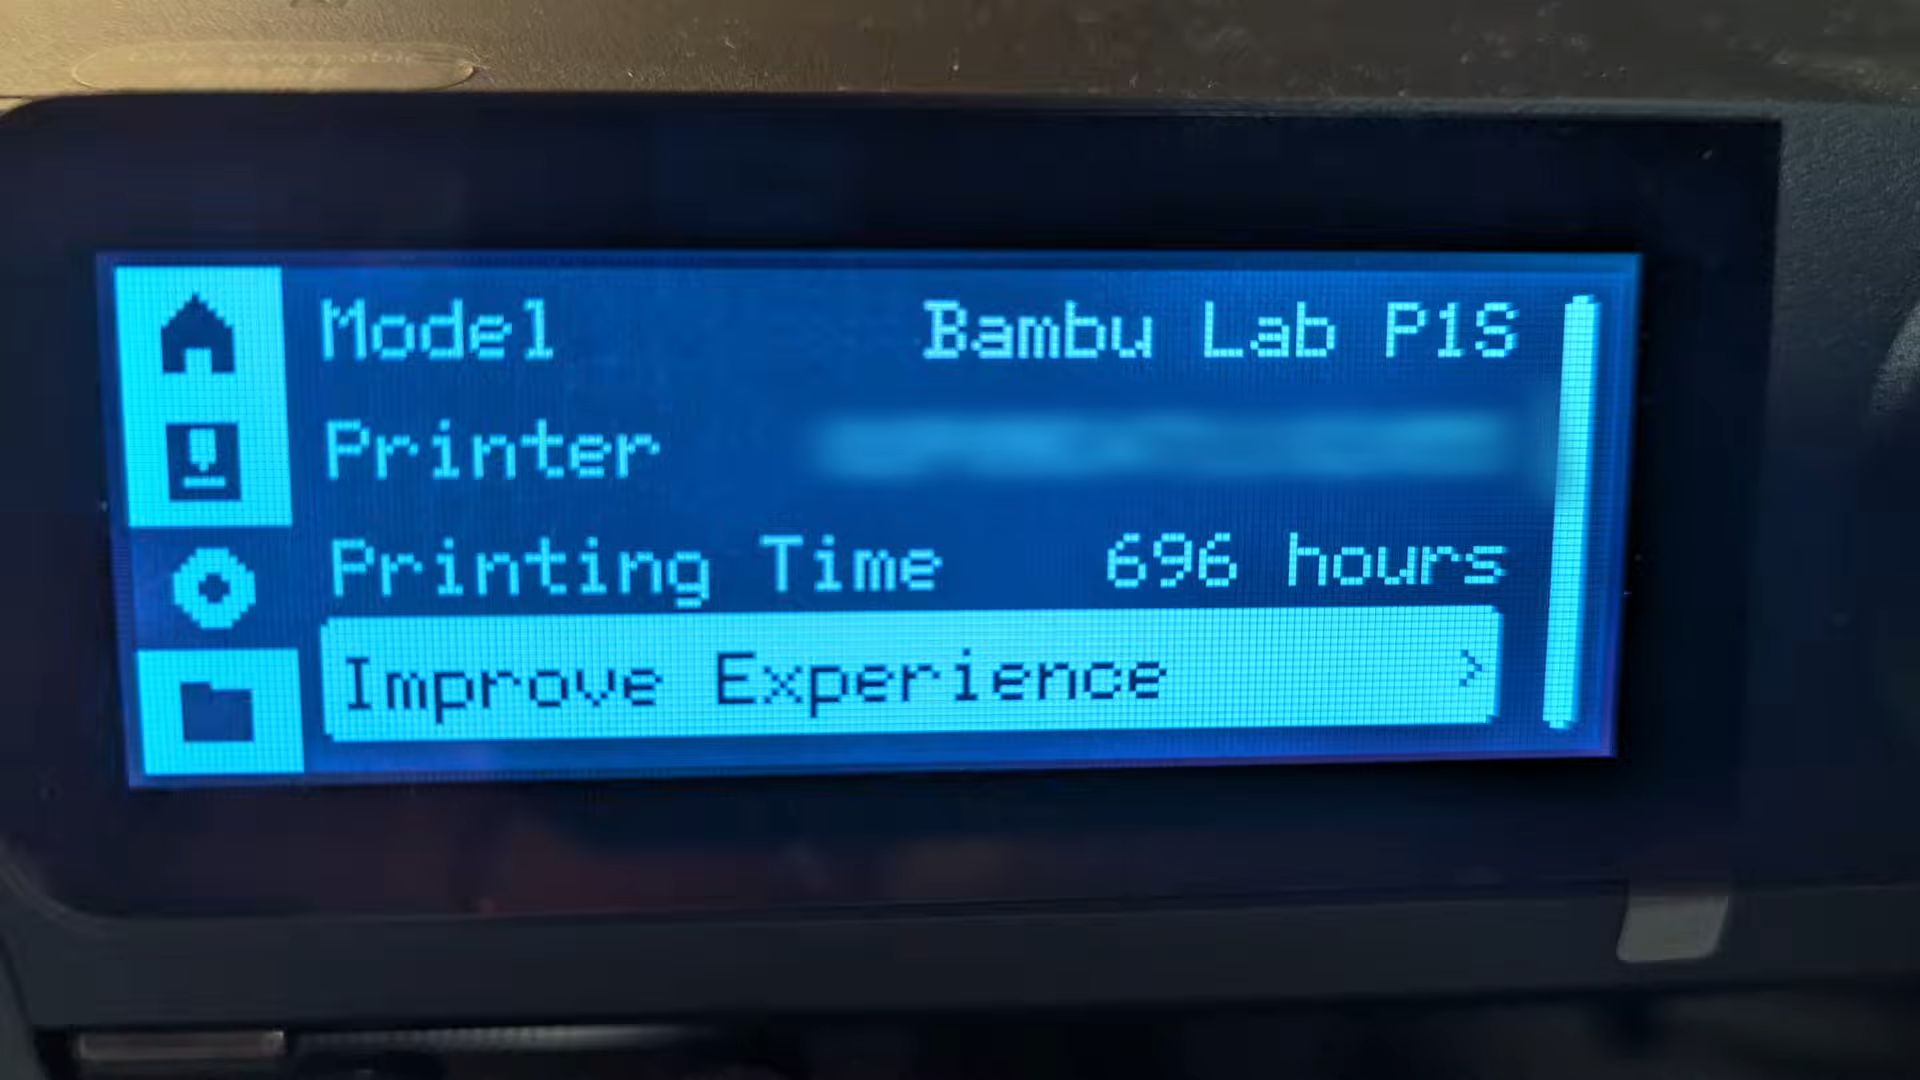 Model Bambu Lab P1S
Printer
Printing Time 696 hours
Improve Experience >